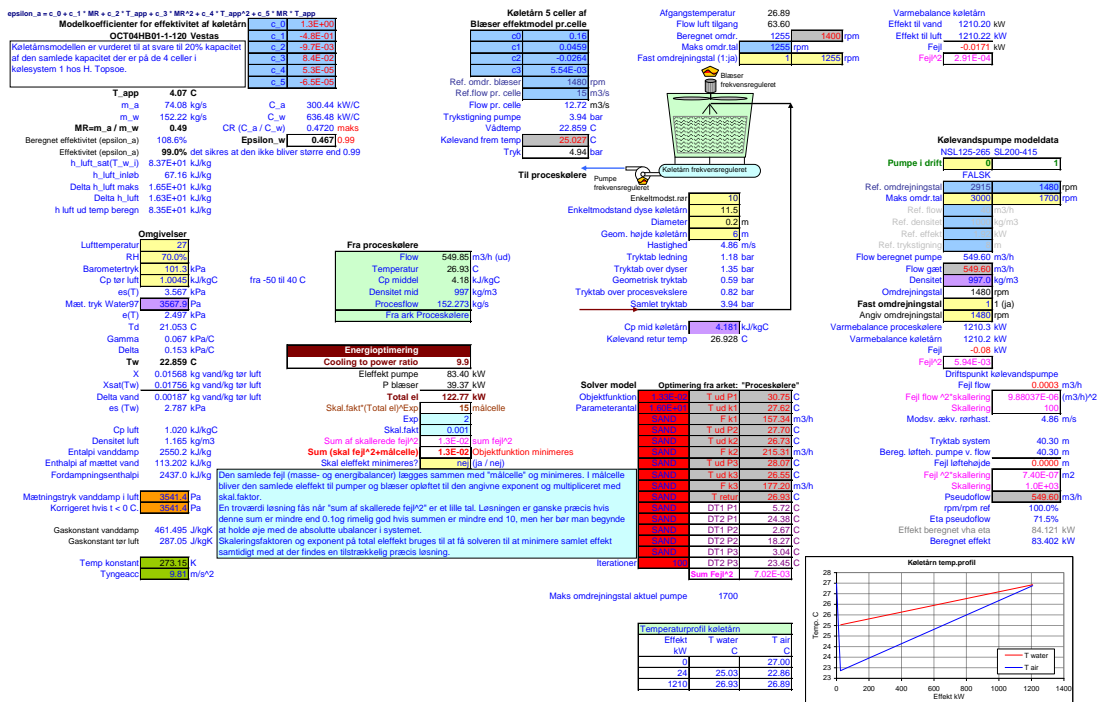 epsilon_a = c_0 + c_1 * MR + c_2 * T_app + c_3 * MR^2 + c_4 * T_app^2 + c_5 * MR * T_app
Modelkoefficienter for effektivitet af køletårn
c_0 1.3E+00
OCT04HB01-1-120 Vestas
c_1 -4.8E-01
c_2 -9.7E-03
c_3 8.4E-02
c_4 5.3E-05
c_5 -6.5E-05
Køletårnsmodellen er vurderet til at svare til 20% kapacitet
af den samlede kapacitet der er på de 4 celler i
kølesystem 1 hos H. Topsoe.
T_app 4.07 C
m_a 74.08 kg/s C_a 300.44 kW/C
m_w 152.22 kg/s C_w 636.48 kW/C
MR=m_a / m_w 0.49 CR (C_a / C_w) 0.4720 maks
Beregnet effektivitet (epsilon_a) 108.6% Epsilon_w 0.467 0.99
Effektivitet (epsilon_a) 99.0% det sikres at den ikke bliver større end 0.99
h_luft_sat(T_w_i) 8.37E+01 kJ/kg
h_luft_inløb 67.16 kJ/kg
Delta h_luft maks 1.65E+01 kJ/kg
Delta h_luft 1.63E+01 kJ/kg
h luft ud temp beregn 8.35E+01 kJ/kg
Køletårn 5 celler af
Blæser effektmodel pr.celle
c0 0.16
c1 0.0459
c2 -0.0264
c3 5.54E-03
Ref. omdr. blæser 1480 rpm
Ref.flow pr. celle 15 m3/s
Flow pr. celle 12.72 m3/s
Trykstigning pumpe 3.94 bar
Vådtemp 22.859 C
Kølevand frem temp 25.027 C
Tryk 4.94 bar
Til proceskølere
Afgangstemperatur 26.89
Flow luft tilgang 63.60
Beregnet omdr. 1255 1400 rpm
Maks omdr.tal 1255 rpm
Fast omdrejningstal (1:ja) 1 1255 rpm
Blæser
frekvensreguleret
Køletårn frekvensreguleret
Pumpe
frekvensreguleret
Varmebalance køletårn
Effekt til vand 1210.20 kW
Effekt til luft 1210.22 kW
Fejl -0.0171 kW
Fejl^2 2.91E-04
Enkeltmodst.rør 10
Enkeltmodstand dyse køletårn 11.5
Diameter 0.2 m
Geom. højde køletårn 6 m
Hastighed 4.86 m/s
Tryktab ledning 1.18 bar
Tryktab over dyser 1.35 bar
Geometrisk tryktab 0.59 bar
Tryktab over procesvekslere 0.82 bar
Samlet tryktab 3.94 bar
Cp mid køletårn 4.181 kJ/kgC
Kølevand retur temp 26.928 C
Kølevandspumpe modeldata
NSL125-265 SL200-415
Pumpe i drift 0 1
FALSK
Ref. omdrejningstal 2915 1480 rpm
Maks omdr.tal 3000 1700 rpm
Ref. flow m3/h
Ref. densitet kg/m3
Ref. effekt kW
Ref. trykstigning m
Flow beregnet pumpe 549.60 m3/h
Flow gæt 549.60 m3/h
Densitet 997.0 kg/m3
Omdrejningstal 1480 rpm
Fast omdrejningstal 1 1 (ja)
Angiv omdrejningstal 1480 rpm
Varmebalance proceskølere 1210.3 kW
Varmebalance køletårn 1210.2 kW
Fejl -0.08 kW
Fejl^2 5.94E-03
Driftspunkt kølevandspumpe
Fejl flow 0.0003 m3/h
Fejl flow ^2*skallering 9.88037E-06 (m3/h)^2
Skallering 100
Modsv. ækv. rørhast. 4.86 m/s
Tryktab system 40.30 m
Bereg. løfteh. pumpe v. flow 40.30 m
Fejl løftehøjde 0.0000 m
Fejl^2*skallering 7.40E-07 m2
Skallering 1.0E+03
Pseudoflow 549.60 m3/h
rpm/rpm ref 100.0%
Eta pseudoflow 71.5%
Effekt beregnet vha eta 84.121 kW
Beregnet effekt 83.402 kW
Omgivelser
Lufttemperatur 27
RH 70.0%
Barometertryk 101.3 kPa
Cp tør luft 1.0045 kJ/kgC fra -50 til 40 C
es(T) 3.567 kPa
Mæt. tryk Water97 3567.9 Pa
e(T) 2.497 kPa
Td 21.053 C
Gamma 0.067 kPa/C
Delta 0.153 kPa/C
Tw 22.859 C
X 0.01568 kg vand/kg tør luft
Xsat(Tw) 0.01756 kg vand/kg tør luft
Delta vand 0.00187 kg vand/kg tør luft
es (Tw) 2.787 kPa
Cp luft 1.020 kJ/kgC
Densitet luft 1.165 kg/m3
Entalpi vanddamp 2550.2 kJ/kg
Enthalpi af mættet vand 113.202 kJ/kg
Fordampningsenthalpi 2437.0 kJ/kg
Mætningstryk vanddamp i luft 3541.4 Pa
Korrigeret hvis t < 0 C. 3541.4 Pa
Gaskonstant vanddamp 461.495 J/kgK
Gaskonstant tør luft 287.05 J/kgK
Temp konstant 273.15 K
Tyngeacc 9.81 m/s^2
Fra proceskølere
Flow 549.85 m3/h (ud)
Temperatur 26.93 C
Cp middel 4.18 kJ/kgC
Densitet mid 997 kg/m3
Procesflow 152.273 kg/s
Fra ark Proceskølere
Energioptimering
Cooling to power ratio 9.9
Eleffekt pumpe 83.40 kW
P blæser 39.37 kW
Total el 122.77 kW
Skal.fakt*(Total el)^Exp 15 målcelle
Exp 2
Skal.fakt 0.001
Sum af skallerede fejl^2 1.3E-02 sum fejl^2
Sum (skal fejl^2+målcelle) 1.3E-02 Objektfunktion minimeres
Skal eleffekt minimeres? nej (ja / nej)
Den samlede fejl (masse- og energibalancer) lægges sammen med "målcelle" og minimeres. I målcelle
bliver den samlede eleffekt til pumper og blæser opløftet til den angivne exponent og multipliceret med
skal.faktor.
En troværdi løsning fås når "sum af skallerede fejl^2" er et lille tal. Løsningen er ganske præcis hvis
denne sum er mindre end 0.1og rimelig god hvis summen er mindre end 10, men her bør man begynde
at holde øje med de absolutte ubalancer i systemet.
Skaleringsfaktoren og exponent på total eleffekt bruges til at få solveren til at minimere samlet effekt
samtidigt med at der findes en tilstrækkelig præcis løsning.
Solver model Optimering fra arket: "Proceskølere"
Objektfunktion 1.33E-02 T ud P1 30.75 C
Parameterantal 1.60E+01 T ud k1 27.62 C
SAND F k1 157.34 m3/h
SAND T ud P2 27.70 C
SAND T ud k2 26.73 C
SAND F k2 215.31 m3/h
SAND T ud P3 28.07 C
SAND T ud k3 26.55 C
SAND F k3 177.20 m3/h
SAND T retur 26.93 C
SAND DT1 P1 5.72 C
SAND DT2 P1 24.38 C
SAND DT1 P2 2.67 C
SAND DT2 P2 18.27 C
SAND DT1 P3 3.04 C
Iterationer 100 DT2 P3 23.45 C
Sum Fejl^2 7.02E-03
Maks omdrejningstal aktuel pumpe 1700
Temperaturprofil køletårn
Effekt T water T air
kW C C
0 27.00
24 25.03 22.86
1210 26.93 26.89
Køletårn temp.profil
Temp. C
28
27
27
26
26
25
25
24
24
23
23
T water
T air
0 200 400 600 800 1000 1200 1400
Effekt kW